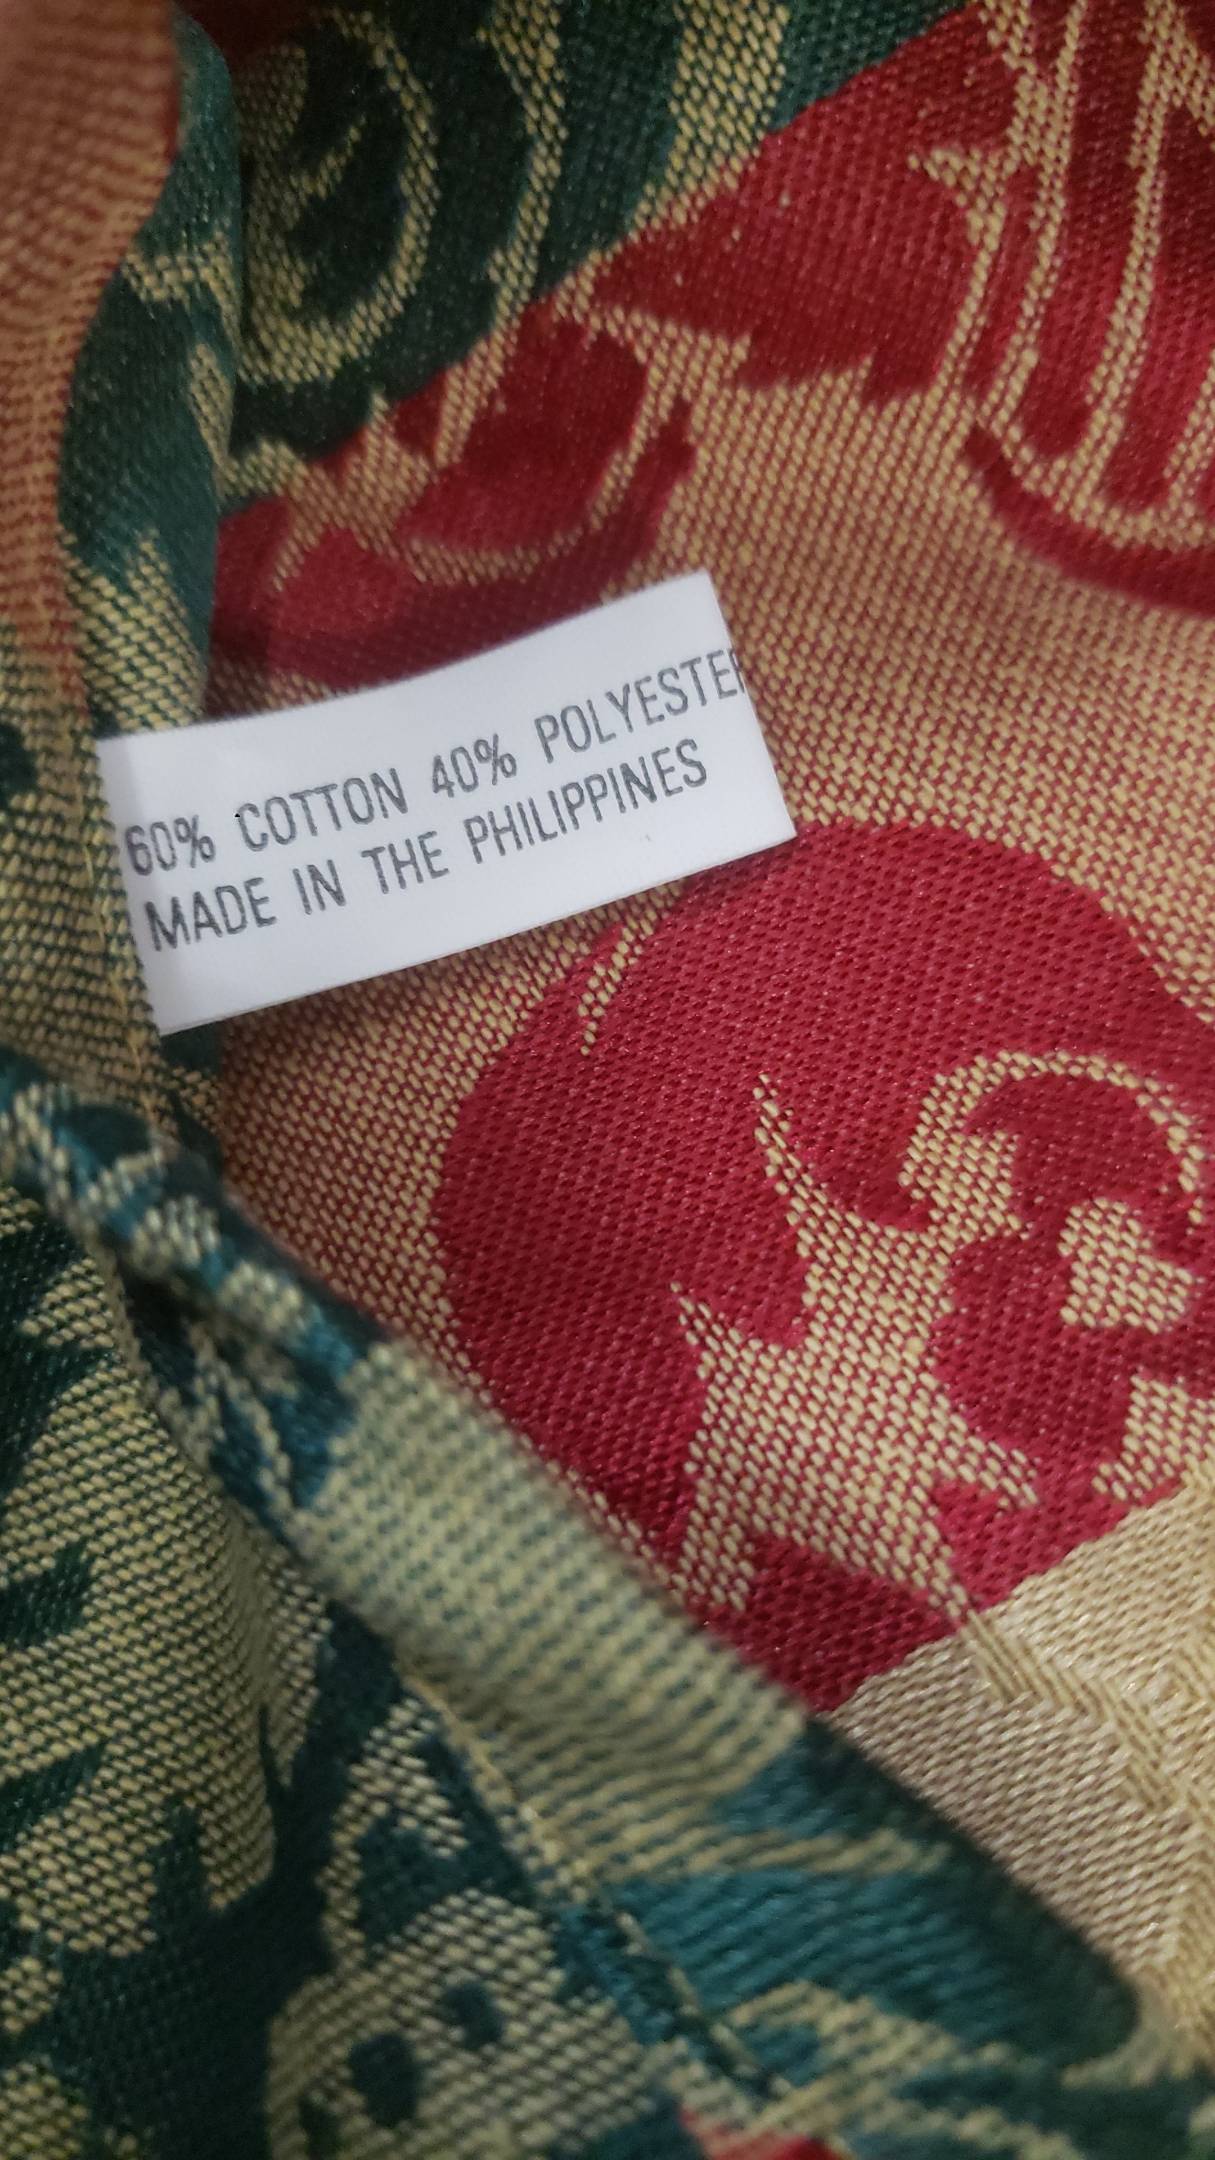 60% COTTON 40% POLYESTER
MADE IN THE PHILIPPINES